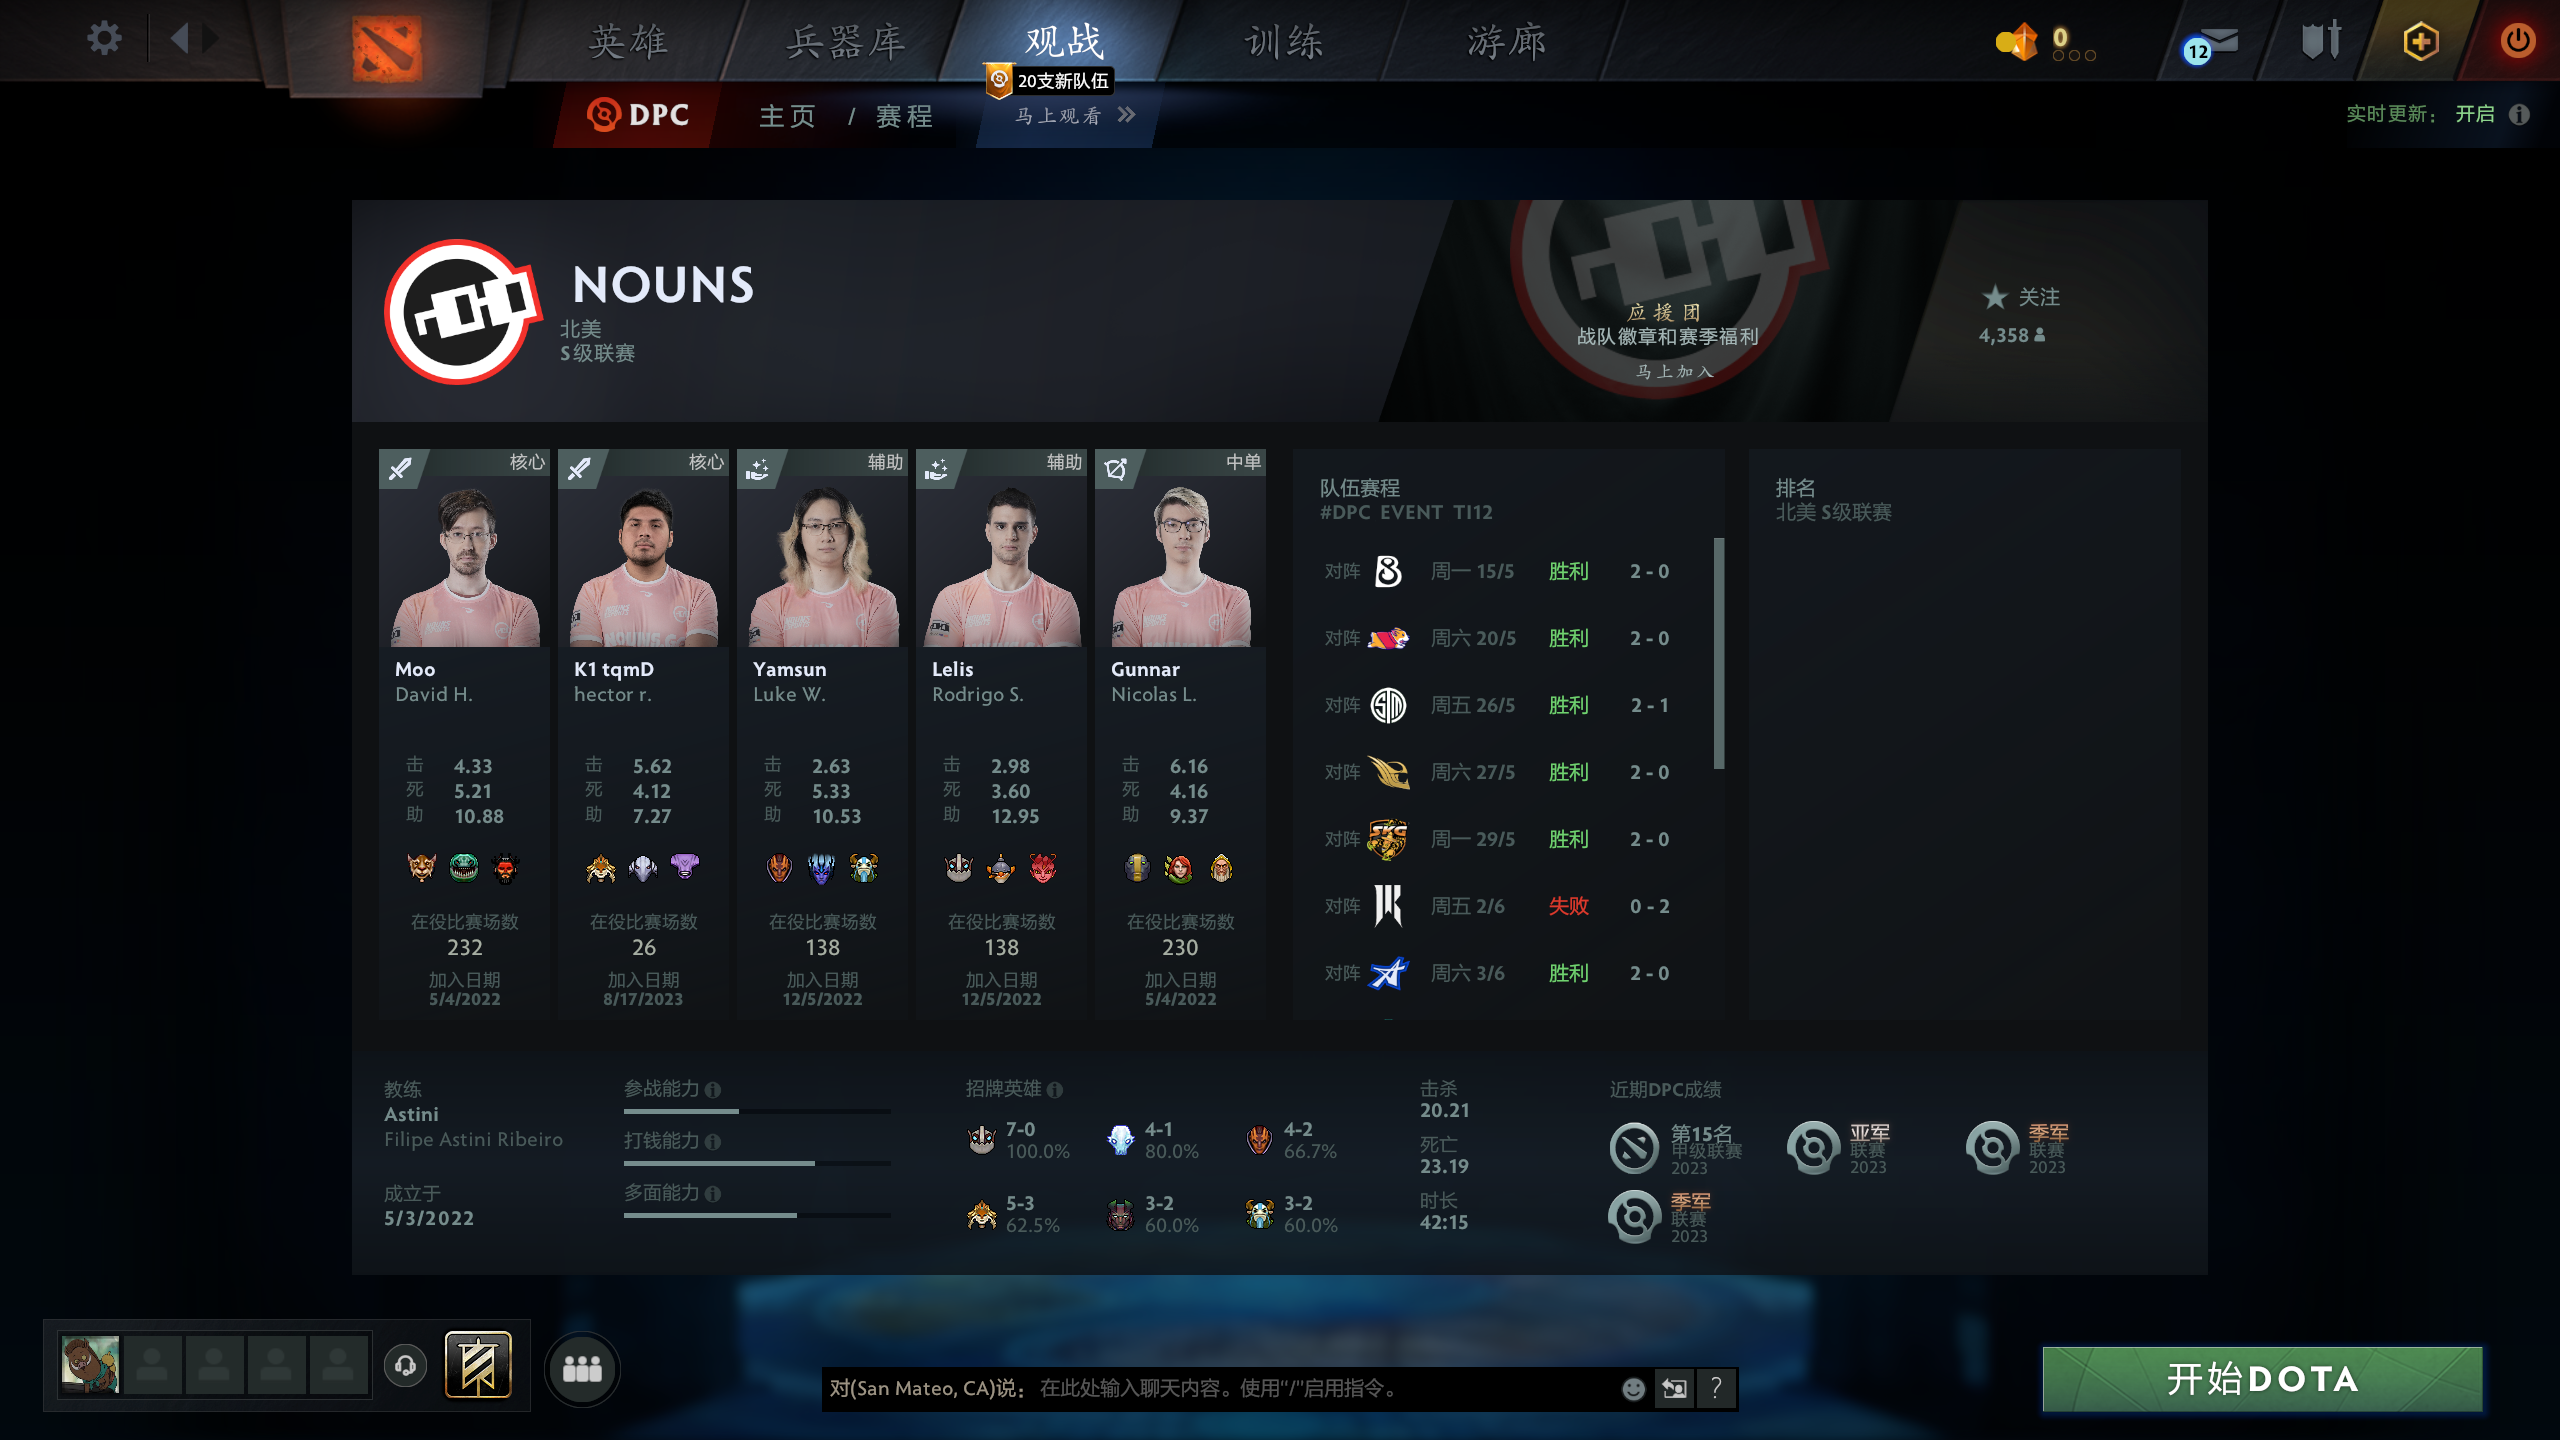 英雄
兵器库
观战
训练
游廊
0
12
20支新队伍
DPC
主页
/
赛程
马上观看
实时更新： 开启
NOUNS
北美
S级联赛
应援团
战队徽章和赛季福利
马上加入
关注
4,358
核心
Moo
David H.
击 4.33
死 5.21
助 10.88
在役比赛场数
232
加入日期
5/4/2022
核心
K1 tqmD
hector r.
击 5.62
死 4.12
助 7.27
在役比赛场数
26
加入日期
8/17/2023
辅助
Yamsun
Luke W.
击 2.63
死 5.33
助 10.53
在役比赛场数
138
加入日期
12/5/2022
辅助
Lelis
Rodrigo S.
击 2.98
死 3.60
助 12.95
在役比赛场数
138
加入日期
12/5/2022
中单
Gunnar
Nicolas L.
击 6.16
死 4.16
助 9.37
在役比赛场数
230
加入日期
5/4/2022
队伍赛程
#DPC EVENT TI12
对阵 周一 15/5 胜利 2 - 0
对阵 周六 20/5 胜利 2 - 0
对阵 周五 26/5 胜利 2 - 1
对阵 周六 27/5 胜利 2 - 0
对阵 SKG 周一 29/5 胜利 2 - 0
对阵 周五 2/6 失败 0 - 2
对阵 周六 3/6 胜利 2 - 0
排名
北美 S级联赛
教练
Astini
Filipe Astini Ribeiro
成立于
5/3/2022
参战能力
打钱能力
多面能力
招牌英雄
7-0
100.0%
4-1
80.0%
4-2
66.7%
5-3
62.5%
3-2
60.0%
3-2
60.0%
击杀
20.21
死亡
23.19
时长
42:15
近期DPC成绩
第15名
甲级联赛
2023
亚军
联赛
2023
季军
联赛
2023
季军
联赛
2023
对(San Mateo, CA)说： 在此处输入聊天内容。使用“/”启用指令。
?
开始DOTA